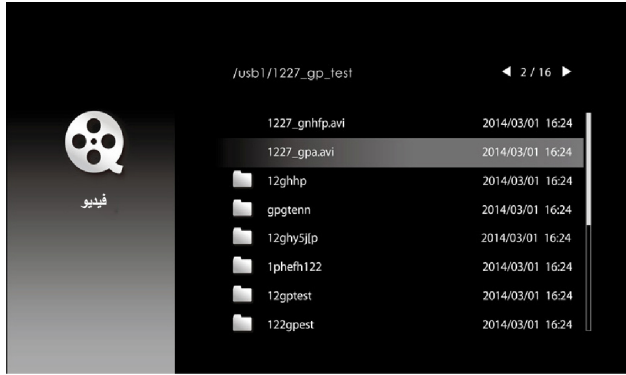 /usb1/1227_gp_test ◀ 2 / 16 ▶
1227_gnhfp.avi 2014/03/01 16:24
1227_gpa.avi 2014/03/01 16:24
12ghhp 2014/03/01 16:24
gpgtenn 2014/03/01 16:24
12ghy5j[p 2014/03/01 16:24
1phefh122 2014/03/01 16:24
12gptest 2014/03/01 16:24
122gpest 2014/03/01 16:24
فيديو